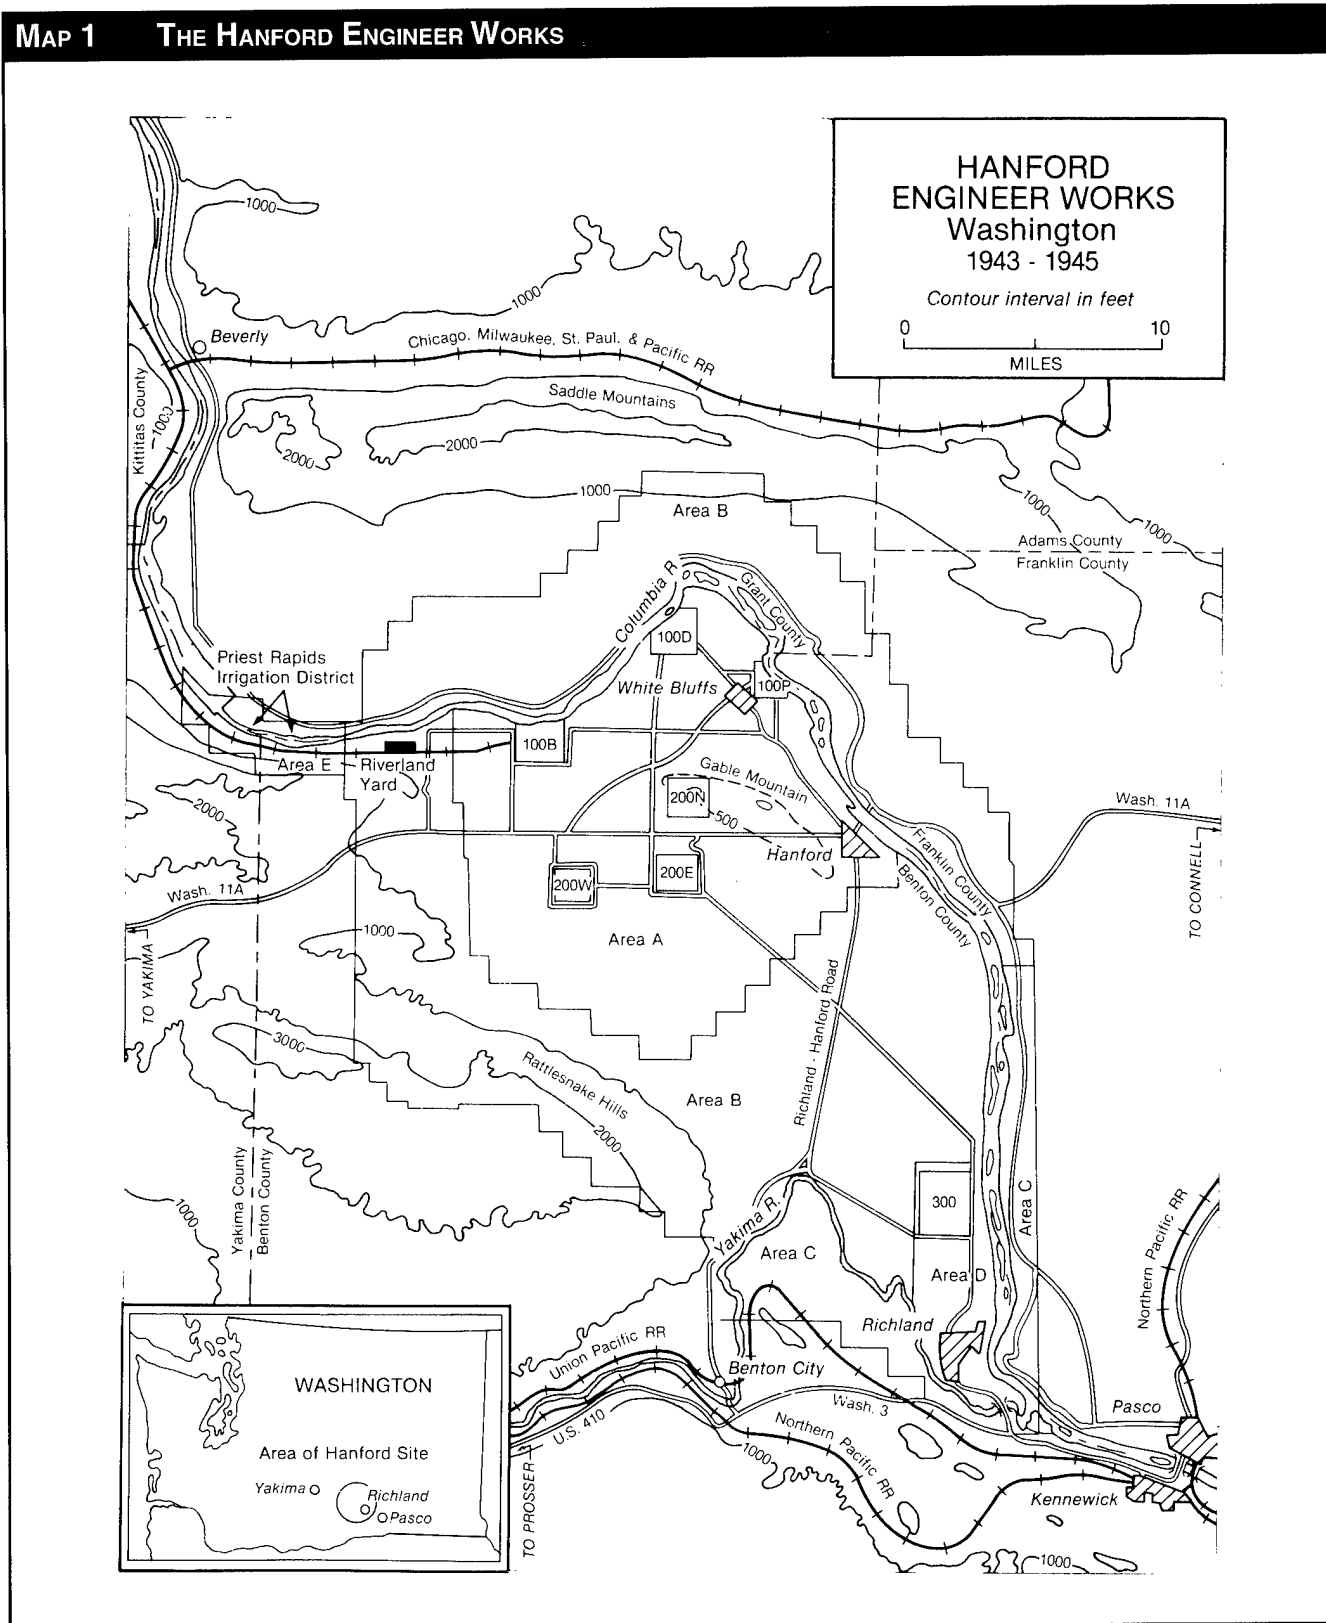 MAP 1 THE HANFORD ENGINEER WORKS
HANFORD
ENGINEER WORKS
Washington
1943 - 1945
Contour interval in feet
0 10
MILES
1000
1000
Beverly
Chicago, Milwaukee, St. Paul, & Pacific RR
Kittitas County
1000
Saddle Mountains
2000
2000
1000
Area B
1000
1000
Adams County
Franklin County
Columbia R.
Grant County
100D
Priest Rapids
Irrigation District
White Bluffs
100P
100B
Area E
Riverland
Yard
Gable Mountain
200N
500
2000
Wash. 11A
Hanford
Franklin County
Benton County
200W
200E
Wash. 11A
TO CONNELL
1000
Area A
TO YAKIMA
3000
Richland - Hanford Road
Rattlesnake Hills
2000
Area B
Yakima County
Benton County
1000
300
Area C
Northern Pacific RR
Yakima R.
Area C
Area D
Richland
Union Pacific RR
Benton City
U.S. 410
Wash. 3
Northern Pacific RR
Pasco
1000
Kennewick
1000
TO PROSSER
WASHINGTON
Area of Hanford Site
Yakima
Richland
Pasco